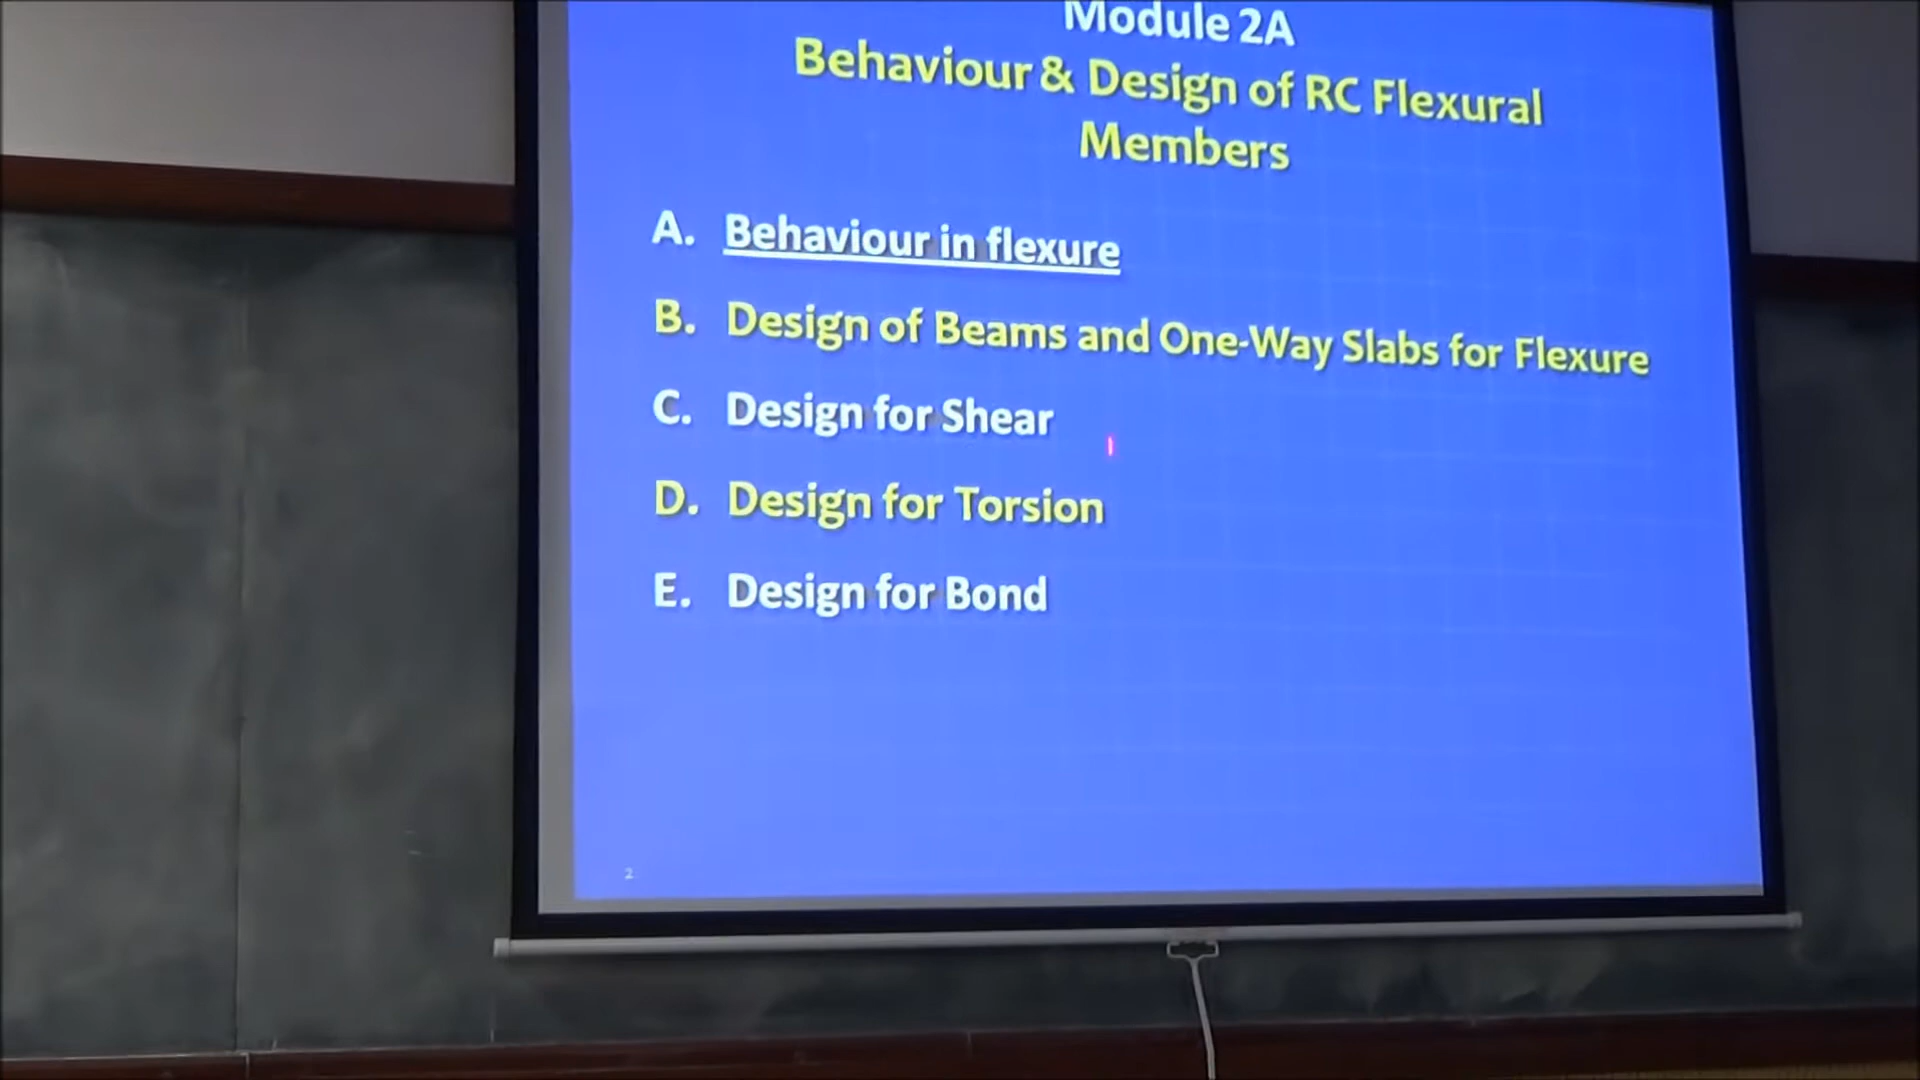 Module 2A
Behaviour & Design of RC Flexural
Members
A. Behaviour in flexure
B. Design of Beams and One-Way Slabs for Flexure
C. Design for Shear
D. Design for Torsion
E. Design for Bond
2